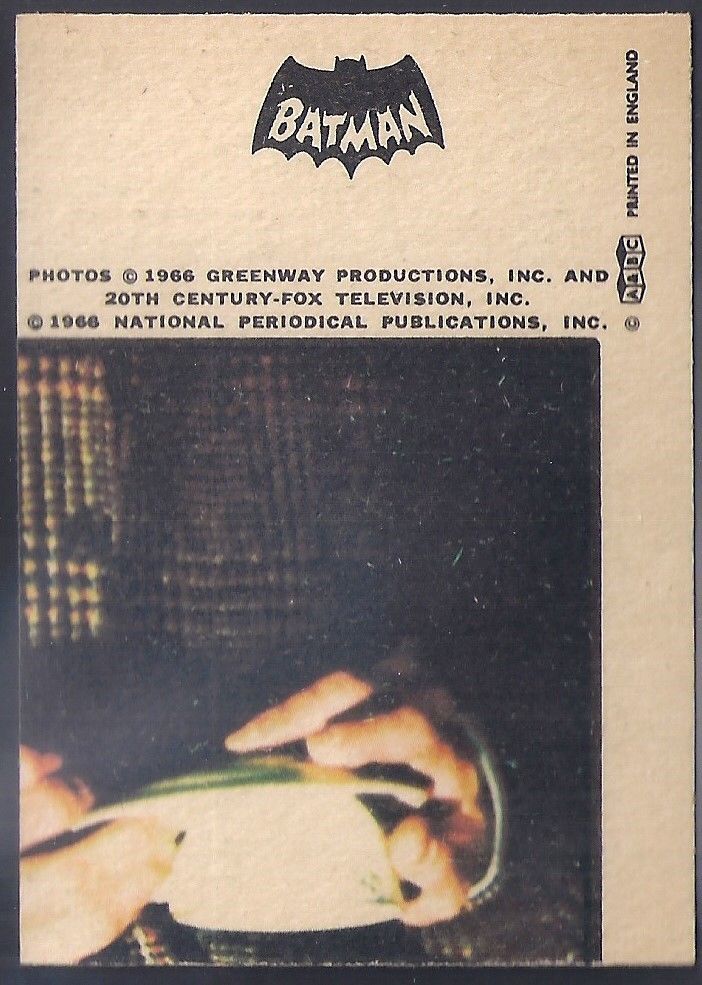 BATMAN
PHOTOS © 1966 GREENWAY PRODUCTIONS, INC. AND
20TH CENTURY-FOX TELEVISION, INC.
© 1966 NATIONAL PERIODICAL PUBLICATIONS, INC. ©
A&BC PRINTED IN ENGLAND